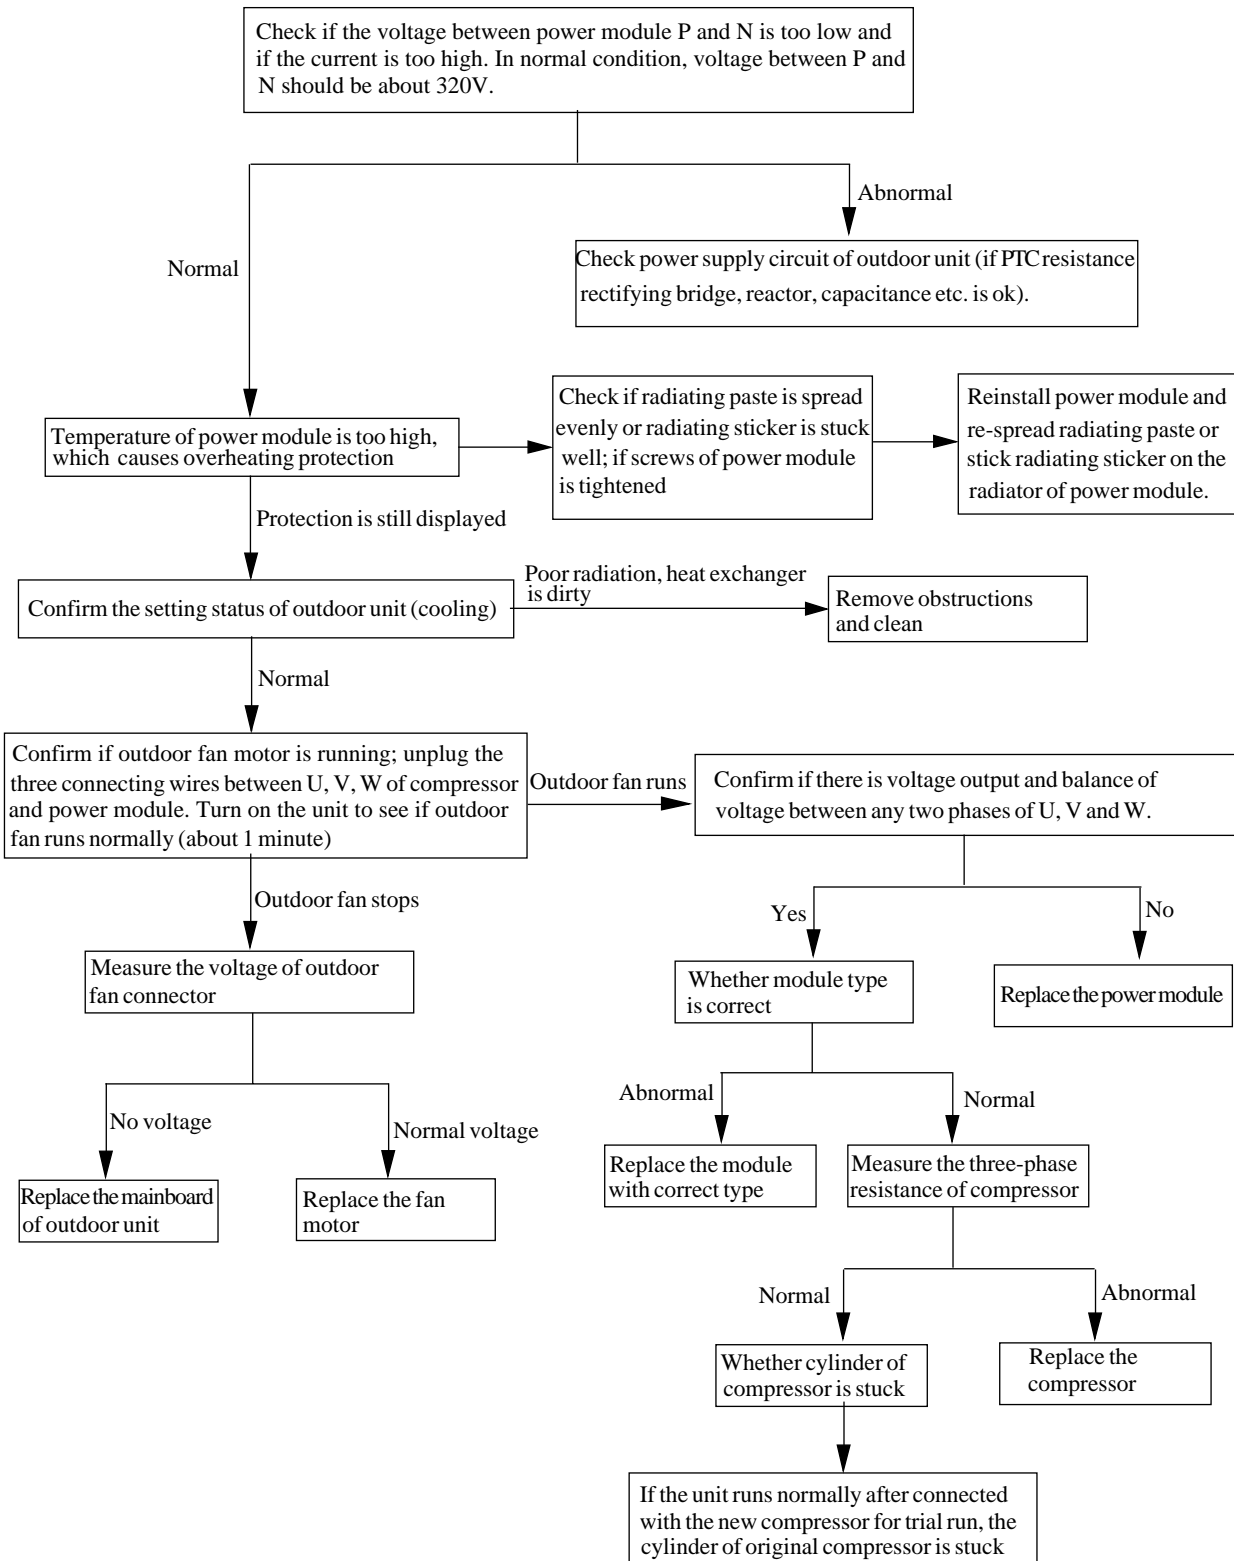 Check if the voltage between power module P and N is too low and
if the current is too high. In normal condition, voltage between P and
N should be about 320V.
Abnormal
Normal
Check power supply circuit of outdoor unit (if PTC resistance
rectifying bridge, reactor, capacitance etc. is ok).
Temperature of power module is too high,
which causes overheating protection
Check if radiating paste is spread
evenly or radiating sticker is stuck
well; if screws of power module
is tightened
Reinstall power module and
re-spread radiating paste or
stick radiating sticker on the
radiator of power module.
Protection is still displayed
Confirm the setting status of outdoor unit (cooling)
Poor radiation, heat exchanger
is dirty
Remove obstructions
and clean
Normal
Confirm if outdoor fan motor is running; unplug the
three connecting wires between U, V, W of compressor
and power module. Turn on the unit to see if outdoor
fan runs normally (about 1 minute)
Outdoor fan runs
Confirm if there is voltage output and balance of
voltage between any two phases of U, V and W.
Outdoor fan stops
Yes
No
Measure the voltage of outdoor
fan connector
Whether module type
is correct
Replace the power module
No voltage
Normal voltage
Abnormal
Normal
Replace the mainboard
of outdoor unit
Replace the fan
motor
Replace the module
with correct type
Measure the three-phase
resistance of compressor
Normal
Abnormal
Whether cylinder of
compressor is stuck
Replace the
compressor
If the unit runs normally after connected
with the new compressor for trial run, the
cylinder of original compressor is stuck